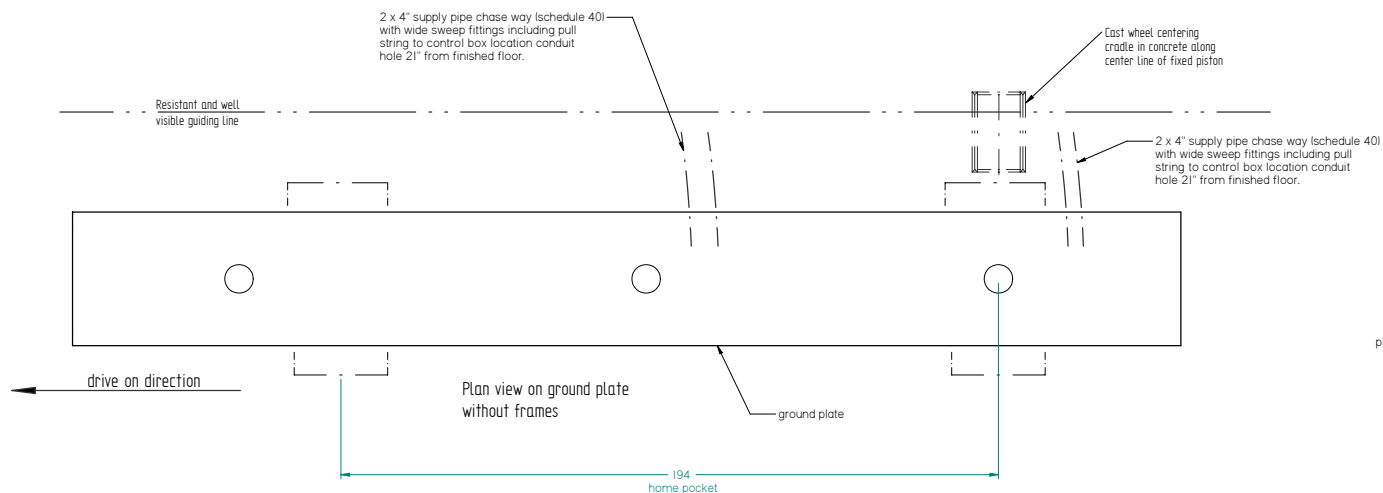 2 x 4" supply pipe chase way (schedule 40)
with wide sweep fittings including pull
string to control box location conduit
hole 21" from finished floor.
Cast wheel centering
cradle in concrete along
center line of fixed piston
Resistant and well
visible guiding line
2 x 4" supply pipe chase way (schedule 40)
with wide sweep fittings including pull
string to control box location conduit
hole 21" from finished floor.
p
drive on direction
Plan view on ground plate
without frames
ground plate
194
home pocket